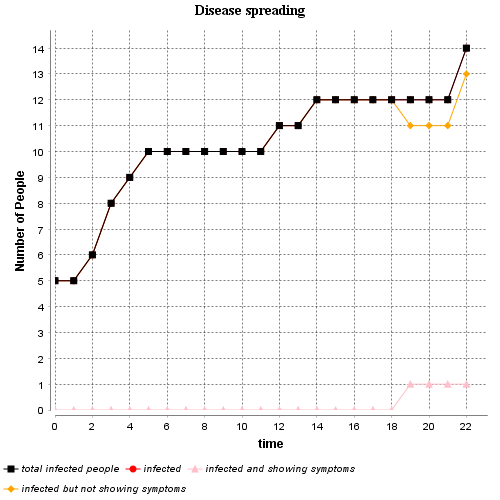 Disease spreading
14
13
12
11
10
9
8
7
6
5
4
3
2
1
0
Number of People
0 2 4 6 8 10 12 14 16 18 20 22
time
total infected people infected infected and showing symptoms
infected but not showing symptoms